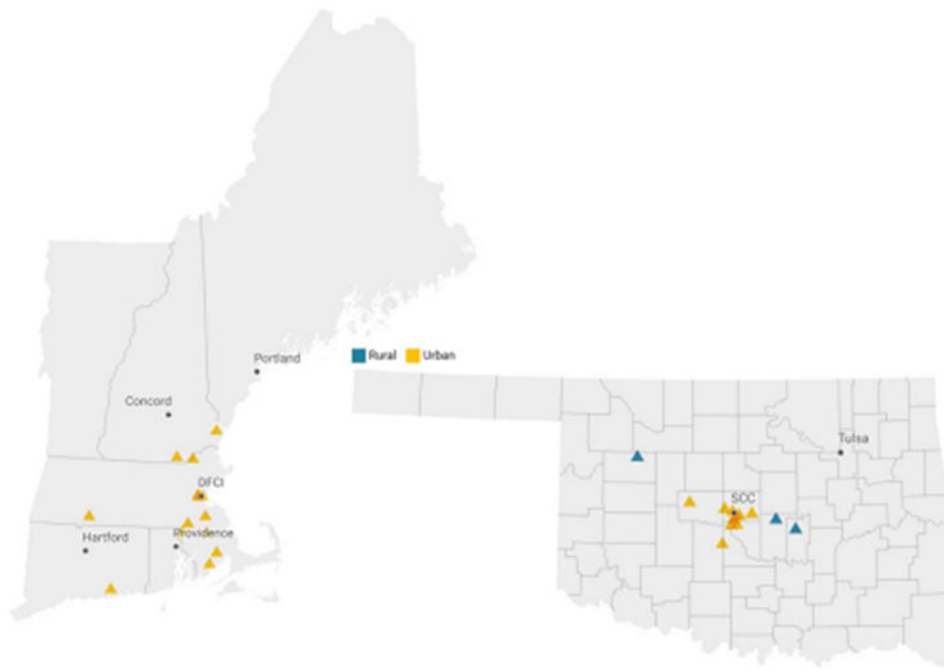 Portland
Rural Urban
Concord
Tulsa
DFCI
SCC
Hartford
Providence